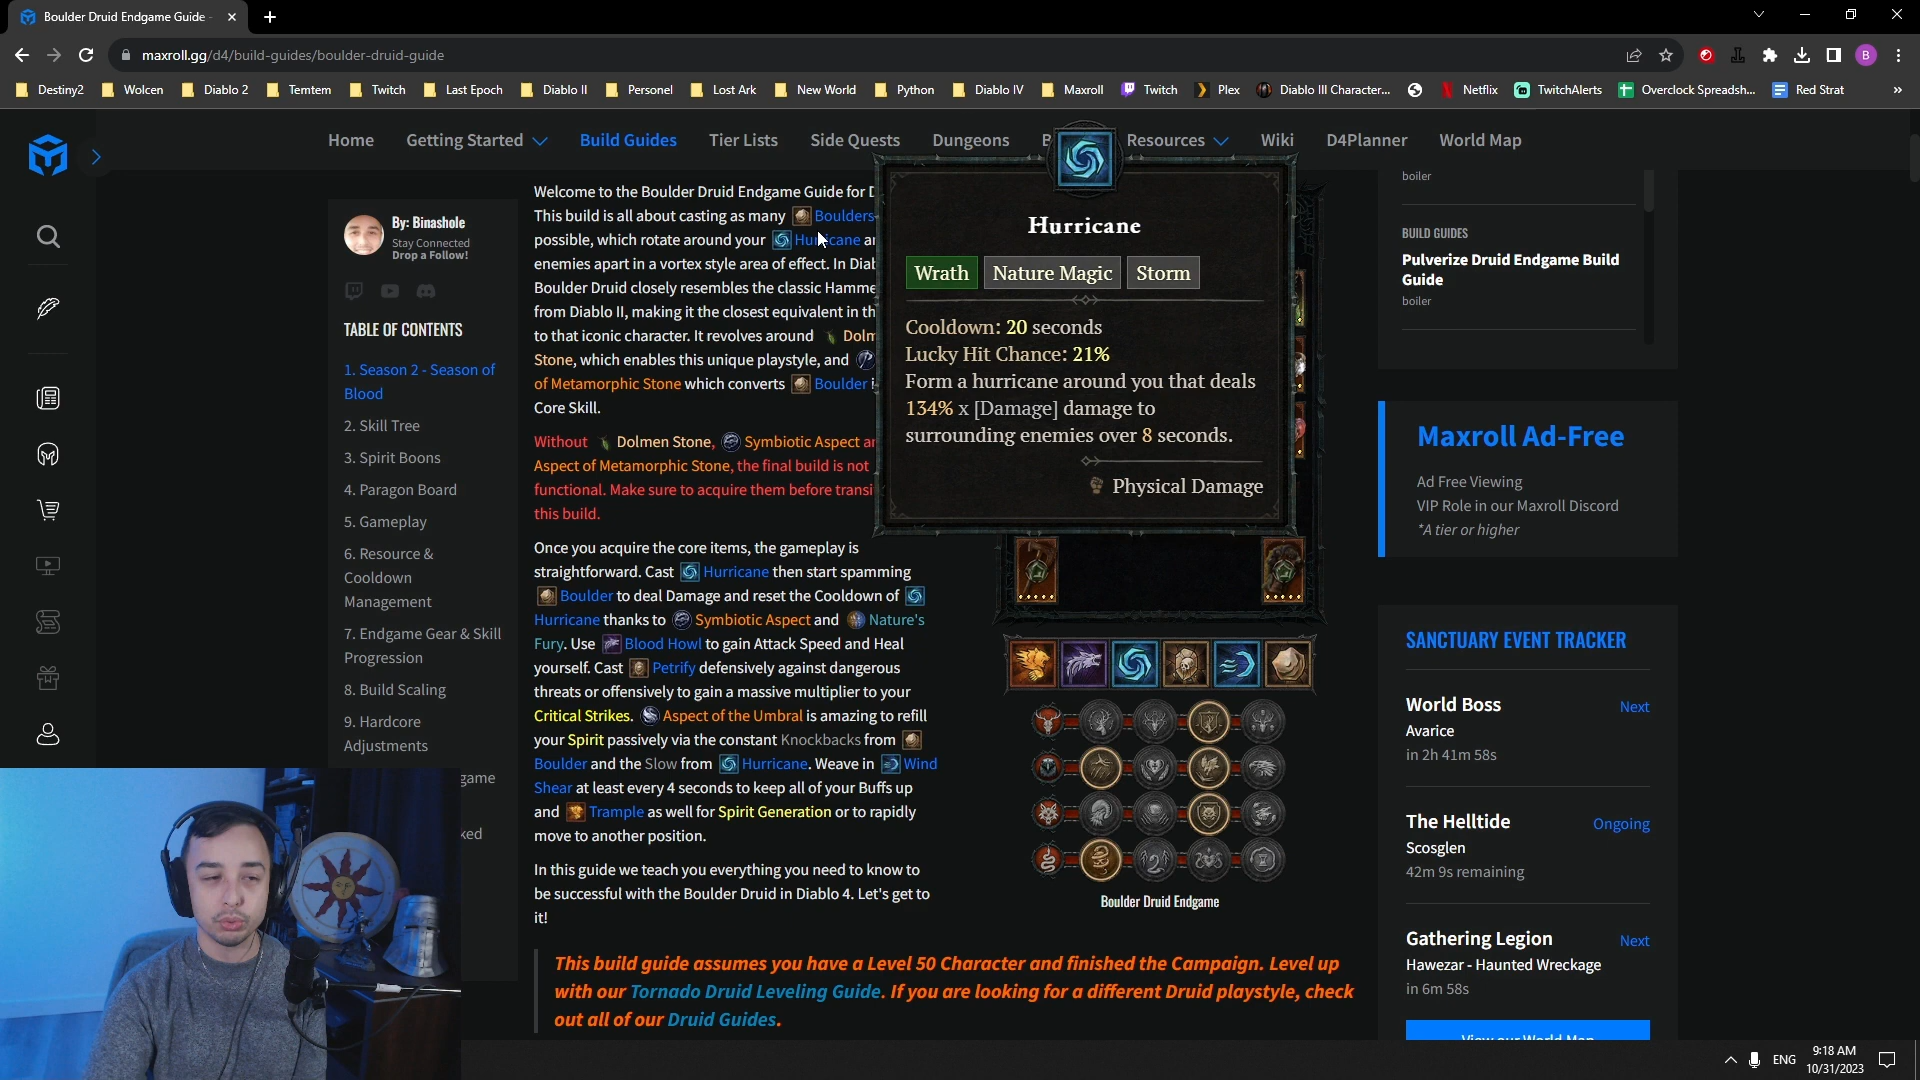 Boulder Druid Endgame Guide -
maxroll.gg/d4/build-guides/boulder-druid-guide
B
Destiny2 Wolcen Diablo 2 Temtem Twitch Last Epoch Diablo II Personel Lost Ark New World Python Diablo IV Maxroll Twitch Plex Diablo III Character... Netflix TwitchAlerts Overclock Spreadsh... Red Strat »
Home Getting Started Build Guides Tier Lists Side Quests Dungeons B Resources Wiki D4Planner World Map
By: Binashole
Stay Connected
Drop a Follow!
TABLE OF CONTENTS
1. Season 2 - Season of
Blood
2. Skill Tree
3. Spirit Boons
4. Paragon Board
5. Gameplay
6. Resource &
Cooldown
Management
7. Endgame Gear & Skill
Progression
8. Build Scaling
9. Hardcore
Adjustments
game
ked
Welcome to the Boulder Druid Endgame Guide for D
This build is all about casting as many Boulders
possible, which rotate around your Hurricane an
enemies apart in a vortex style area of effect. In Diab
Boulder Druid closely resembles the classic Hamme
from Diablo II, making it the closest equivalent in th
to that iconic character. It revolves around Dolm
Stone, which enables this unique playstyle, and
of Metamorphic Stone which converts Boulder i
Core Skill.
Without Dolmen Stone, Symbiotic Aspect an
Aspect of Metamorphic Stone, the final build is not
functional. Make sure to acquire them before transi
this build.
Once you acquire the core items, the gameplay is
straightforward. Cast Hurricane then start spamming
Boulder to deal Damage and reset the Cooldown of
Hurricane thanks to Symbiotic Aspect and Nature's
Fury. Use Blood Howl to gain Attack Speed and Heal
yourself. Cast Petrify defensively against dangerous
threats or offensively to gain a massive multiplier to your
Critical Strikes. Aspect of the Umbral is amazing to refill
your Spirit passively via the constant Knockbacks from
Boulder and the Slow from Hurricane. Weave in Wind
Shear at least every 4 seconds to keep all of your Buffs up
and Trample as well for Spirit Generation or to rapidly
move to another position.
In this guide we teach you everything you need to know to
be successful with the Boulder Druid in Diablo 4. Let's get to
it!
This build guide assumes you have a Level 50 Character and finished the Campaign. Level up
with our Tornado Druid Leveling Guide. If you are looking for a different Druid playstyle, check
out all of our Druid Guides.
Hurricane
Wrath Nature Magic Storm
Cooldown: 20 seconds
Lucky Hit Chance: 21%
Form a hurricane around you that deals
134% x [Damage] damage to
surrounding enemies over 8 seconds.
Physical Damage
Boulder Druid Endgame
boiler
BUILD GUIDES
Pulverize Druid Endgame Build
Guide
boiler
Maxroll Ad-Free
Ad Free Viewing
VIP Role in our Maxroll Discord
*A tier or higher
SANCTUARY EVENT TRACKER
World Boss Next
Avarice
in 2h 41m 58s
The Helltide Ongoing
Scosglen
42m 9s remaining
Gathering Legion Next
Hawezar - Haunted Wreckage
in 6m 58s
View our World Map
ENG
9:18 AM
10/31/2023